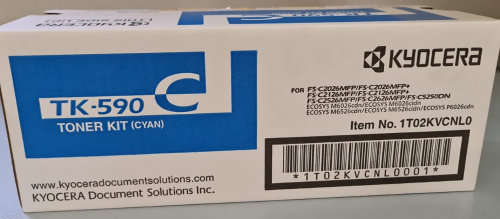 KYOCERA
TK-590 C
TONER KIT (CYAN)
FOR FS-C2026MFP/FS-C2026MFP+
FS-C2126MFP/FS-C2126MFP+
FS-C2526MFP/FS-C2626MFP/FS-C5250DN
ECOSYS M6026cdn/ECOSYS M6026cidn
ECOSYS M6526cdn/ECOSYS M6526cidn/ECOSYS P6026cdn
Item No. 1T02KVCNL0
*1T02KVCNL0001*
www.kyoceradocumentsolutions.com
KYOCERA Document Solutions Inc.